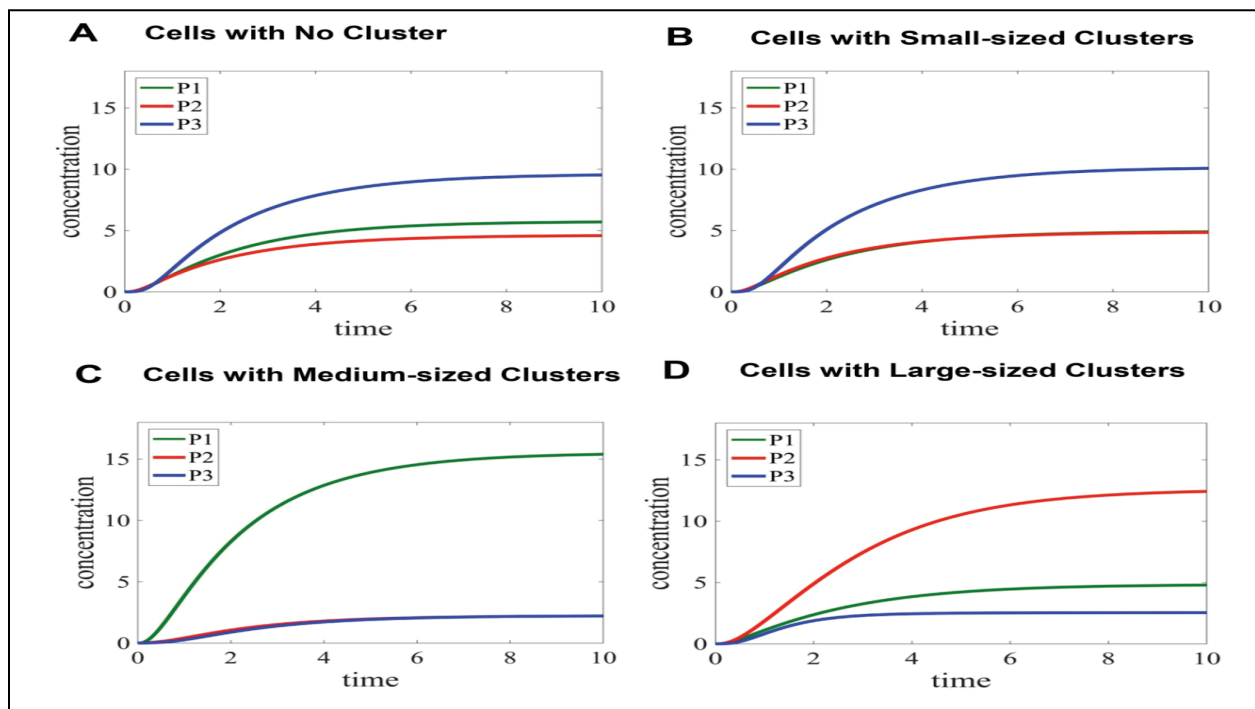 A Cells with No Cluster
P1
P2
P3
15
10
5
0
concentration
0 2 4 6 8 10
time
B Cells with Small-sized Clusters
P1
P2
P3
15
10
5
0
concentration
0 2 4 6 8 10
time
C Cells with Medium-sized Clusters
P1
P2
P3
15
10
5
0
concentration
0 2 4 6 8 10
time
D Cells with Large-sized Clusters
P1
P2
P3
15
10
5
0
concentration
0 2 4 6 8 10
time